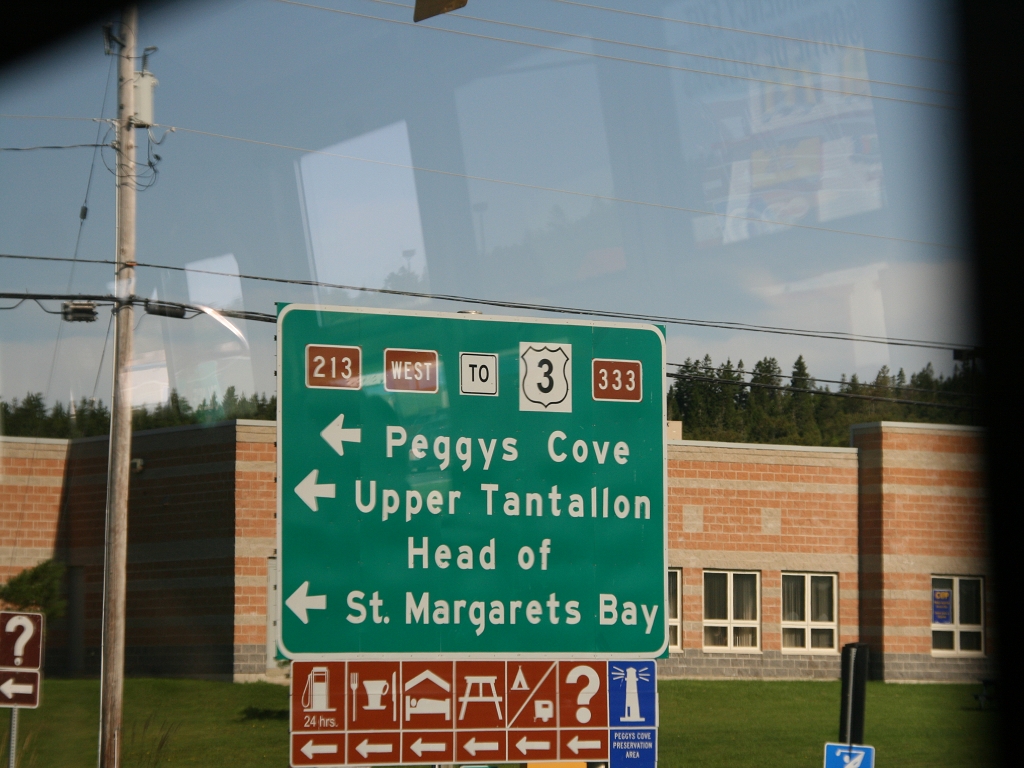 213 WEST TO 3 333
Peggys Cove
Upper Tantallon
Head of
St. Margarets Bay
24 hrs.
?
PEGGYS COVE
PRESERVATION
AREA
?